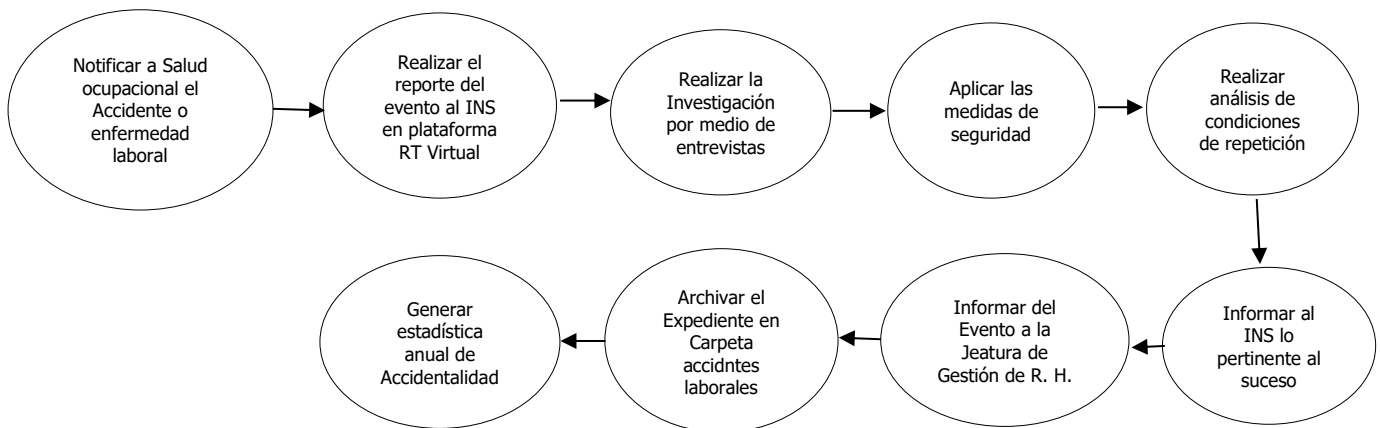 Notificar a Salud
ocupacional el
Accidente o
enfermedad
laboral
Realizar el
reporte del
evento al INS
en plataforma
RT Virtual
Realizar la
Investigación
por medio de
entrevistas
Aplicar las
medidas de
seguridad
Realizar
análisis de
condiciones
de repetición
Informar al
INS lo
pertinente al
suceso
Informar del
Evento a la
Jeatura de
Gestión de R. H.
Archivar el
Expediente en
Carpeta
accidntes
laborales
Generar
estadística
anual de
Accidentalidad